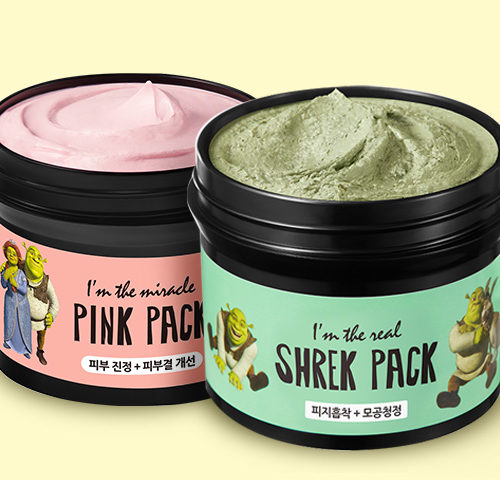 I'm the miracle
PINK PACK
피부 진정 + 피부결 개선
I'm the real
SHREK PACK
피지흡착 + 모공청정